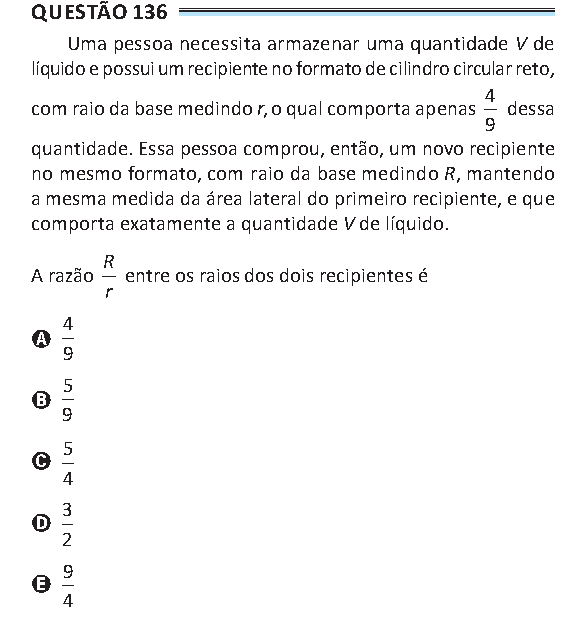 QUESTÃO 136
Uma pessoa necessita armazenar uma quantidade V de
líquido e possui um recipiente no formato de cilindro circular reto,
com raio da base medindo r, o qual comporta apenas 4/9 dessa
quantidade. Essa pessoa comprou, então, um novo recipiente
no mesmo formato, com raio da base medindo R, mantendo
a mesma medida da área lateral do primeiro recipiente, e que
comporta exatamente a quantidade V de líquido.
A razão R/r entre os raios dos dois recipientes é
A 4/9
B 5/9
C 5/4
D 3/2
E 9/4